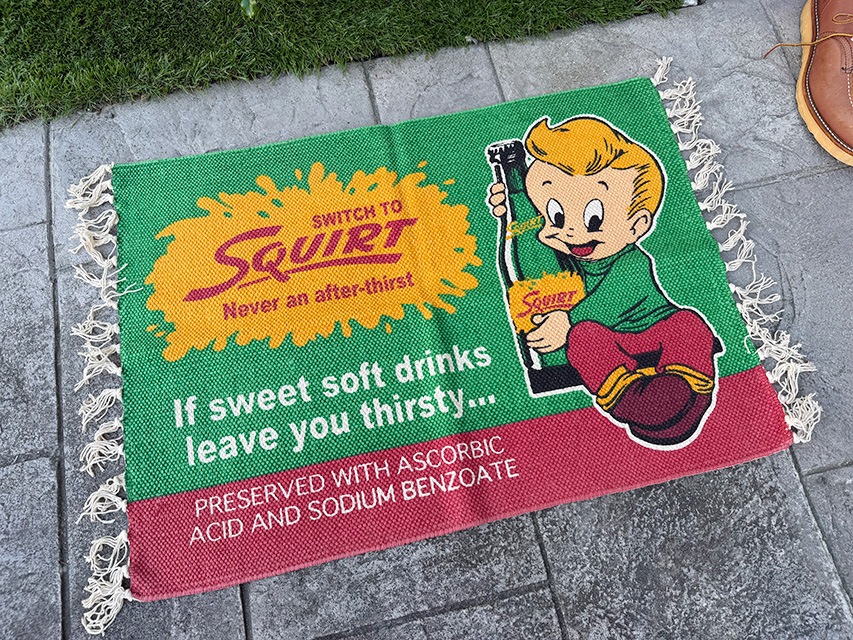 SWITCH TO
SQUIRT
Never an after-thirst
If sweet soft drinks
leave you thirsty...
PRESERVED WITH ASCORBIC
ACID AND SODIUM BENZOATE
SQUIRT
SQUIRT